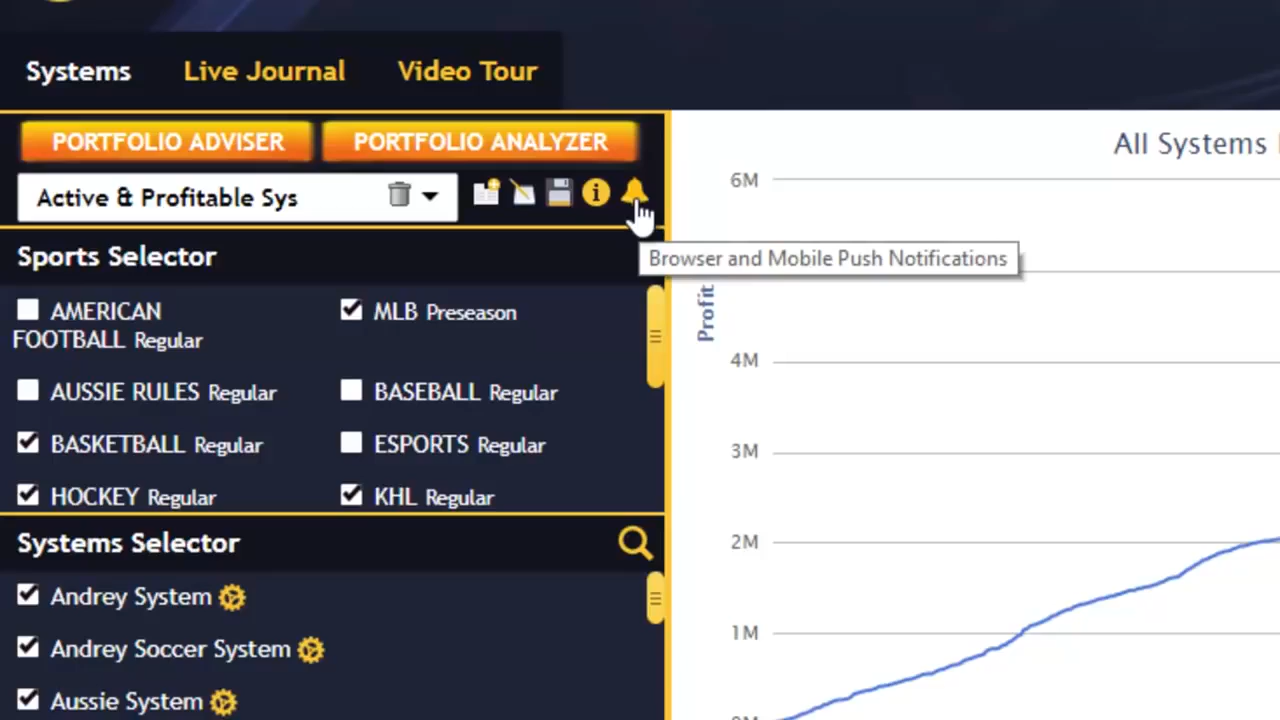 Systems Live Journal Video Tour
PORTFOLIO ADVISER PORTFOLIO ANALYZER
Active & Profitable Sys
Browser and Mobile Push Notifications
Sports Selector
AMERICAN
FOOTBALL Regular
MLB Preseason
AUSSIE RULES Regular
BASEBALL Regular
BASKETBALL Regular
ESPORTS Regular
HOCKEY Regular
KHL Regular
Systems Selector
Andrey System
Andrey Soccer System
Aussie System
All Systems
Profit
6M
4M
3M
2M
1M